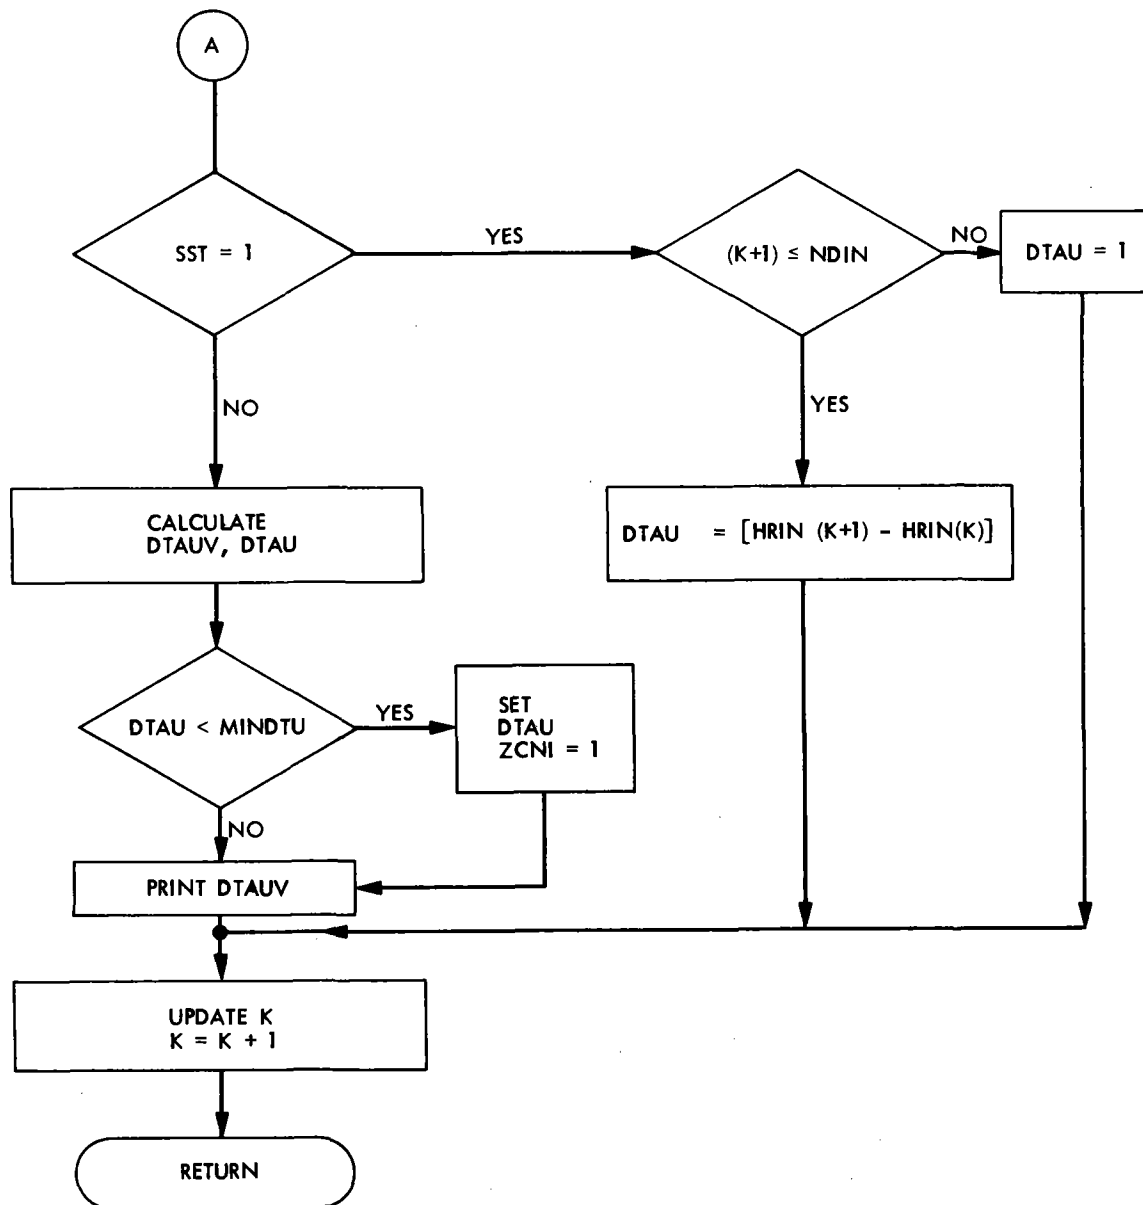 A
SST = 1
YES
(K+1) ≤ NDIN
NO
DTAU = 1
NO
YES
CALCULATE
DTAUV, DTAU
DTAU = [HRIN (K+1) - HRIN(K)]
DTAU < MINDTU
YES
SET
DTAU
ZCNI = 1
NO
PRINT DTAUV
UPDATE K
K = K + 1
RETURN